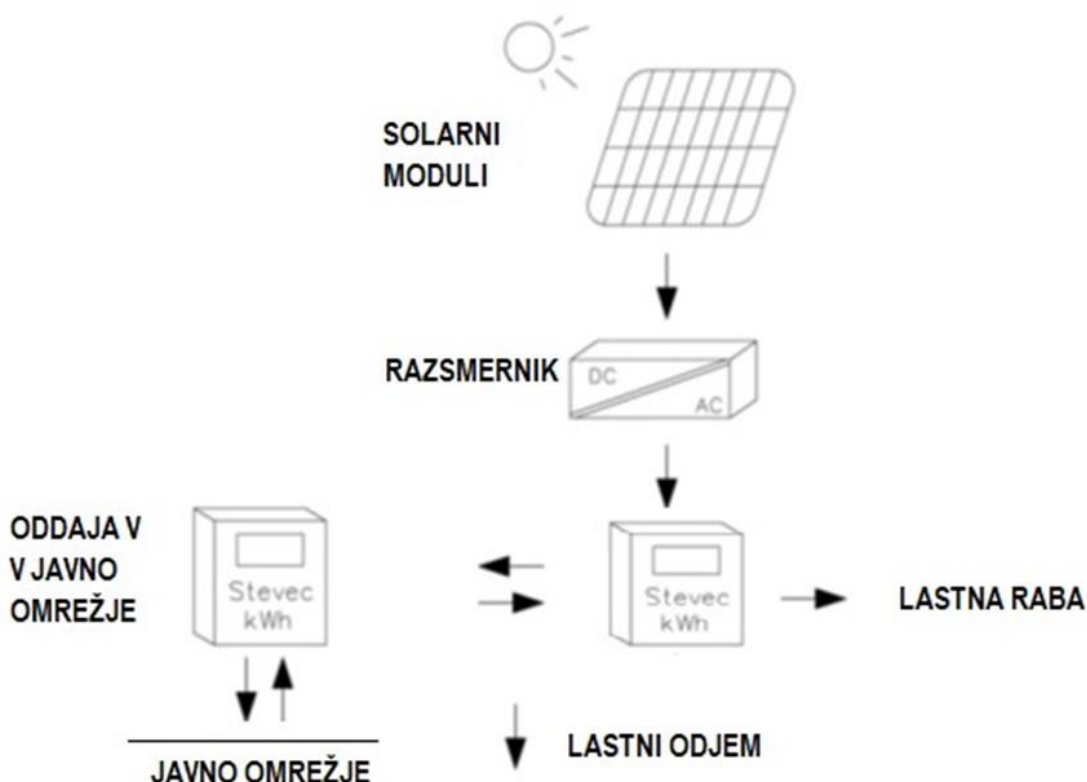 SOLARNI
MODULI
RAZSMERNIK
DC
AC
ODDAJA V
V JAVNO
OMREŽJE
Stevec
kWh
Stevec
kWh
LASTNA RABA
LASTNI ODJEM
JAVNO OMREŽJE